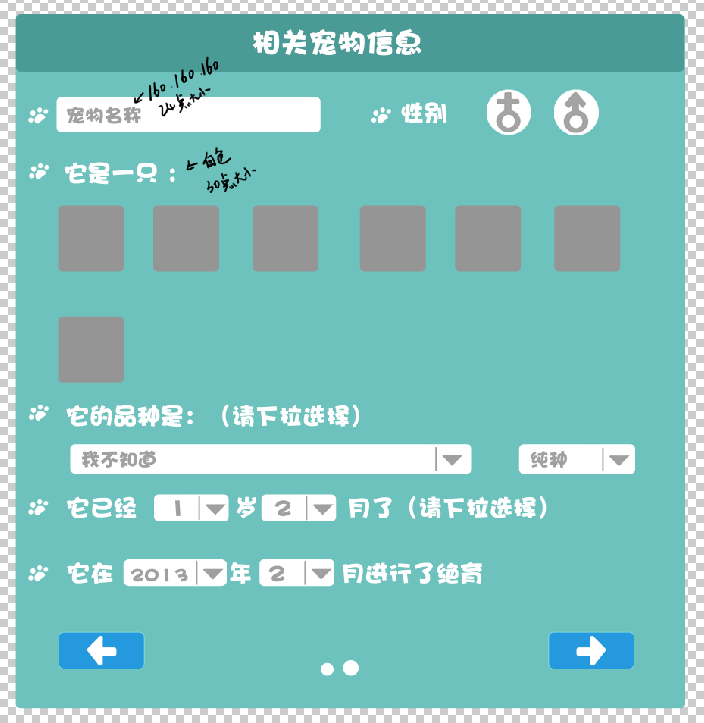 相关宠物信息
160.160.160
24点大小
宠物名称
性别
它是一只：
白色
30点大小
它的品种是：（请下拉选择）
我不知道 纯种
它已经 1 岁 2 月了（请下拉选择）
它在 2013 年 2 月进行了绝育